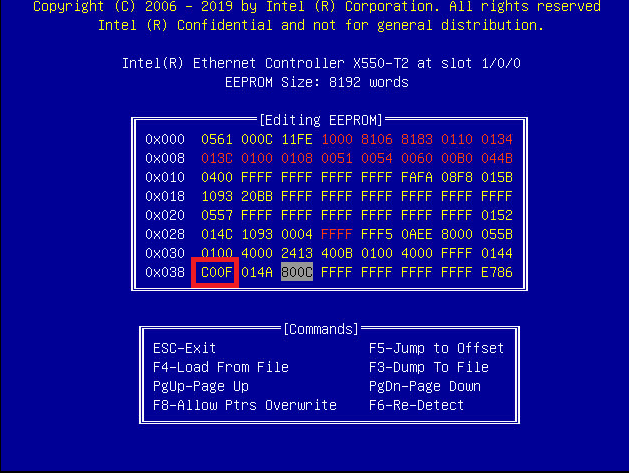 Copyright (C) 2006 - 2019 by Intel (R) Corporation. All rights reserved
Intel (R) Confidential and not for general distribution.
Intel(R) Ethernet Controller X550-T2 at slot 1/0/0
EEPROM Size: 8192 words
[Editing EEPROM]
0x000 0561 000C 11FE 1000 8106 8183 0110 0134
0x008 013C 0100 0108 0051 0054 0060 00B0 044B
0x010 0400 FFFF FFFF FFFF FFFF FAFA 08F8 015B
0x018 1093 20BB FFFF FFFF FFFF FFFF FFFF FFFF
0x020 0557 FFFF FFFF FFFF FFFF FFFF FFFF 0152
0x028 014C 1093 0004 FFFF FFF5 0AEE 8000 055B
0x030 0100 4000 2413 400B 0100 4000 FFFF 0144
0x038 C00F 014A 800C FFFF FFFF FFFF FFFF E786
[Commands]
ESC-Exit F5-Jump to Offset
F4-Load From File F3-Dump To File
PgUp-Page Up PgDn-Page Down
F8-Allow Ptrs Overwrite F6-Re-Detect